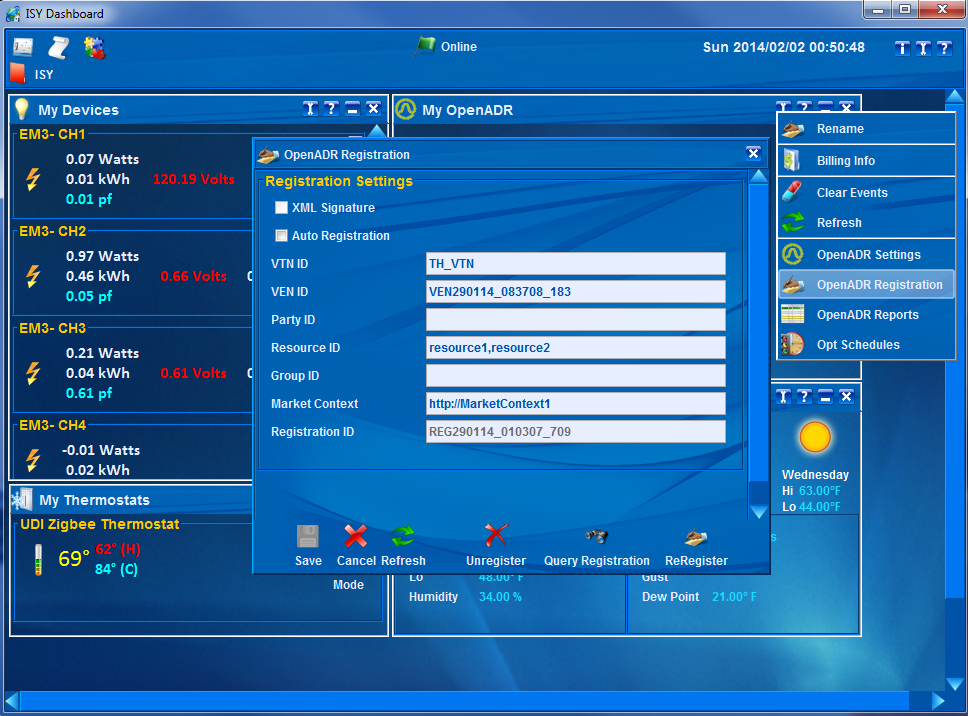 ISY Dashboard
Online
Sun 2014/02/02 00:50:48
ISY
My Devices
EM3- CH1
0.07 Watts
0.01 kWh 120.19 Volts
0.01 pf
EM3- CH2
0.97 Watts
0.46 kWh 0.66 Volts
0.05 pf
EM3- CH3
0.21 Watts
0.04 kWh 0.61 Volts
0.61 pf
EM3- CH4
-0.01 Watts
0.02 kWh
My Thermostats
UDI Zigbee Thermostat
69° 62° (H)
84° (C)
Mode
My OpenADR
OpenADR Registration
Registration Settings
XML Signature
Auto Registration
VTN ID TH_VTN
VEN ID VEN290114_083708_183
Party ID
Resource ID resource1,resource2
Group ID
Market Context http://MarketContext1
Registration ID REG290114_010307_709
Save Cancel Refresh Unregister Query Registration ReRegister
Rename
Billing Info
Clear Events
Refresh
OpenADR Settings
OpenADR Registration
OpenADR Reports
Opt Schedules
Wednesday
Hi 63.00°F
Lo 44.00°F
Lo 48.00° F
Humidity 34.00 %
Gust
Dew Point 21.00° F